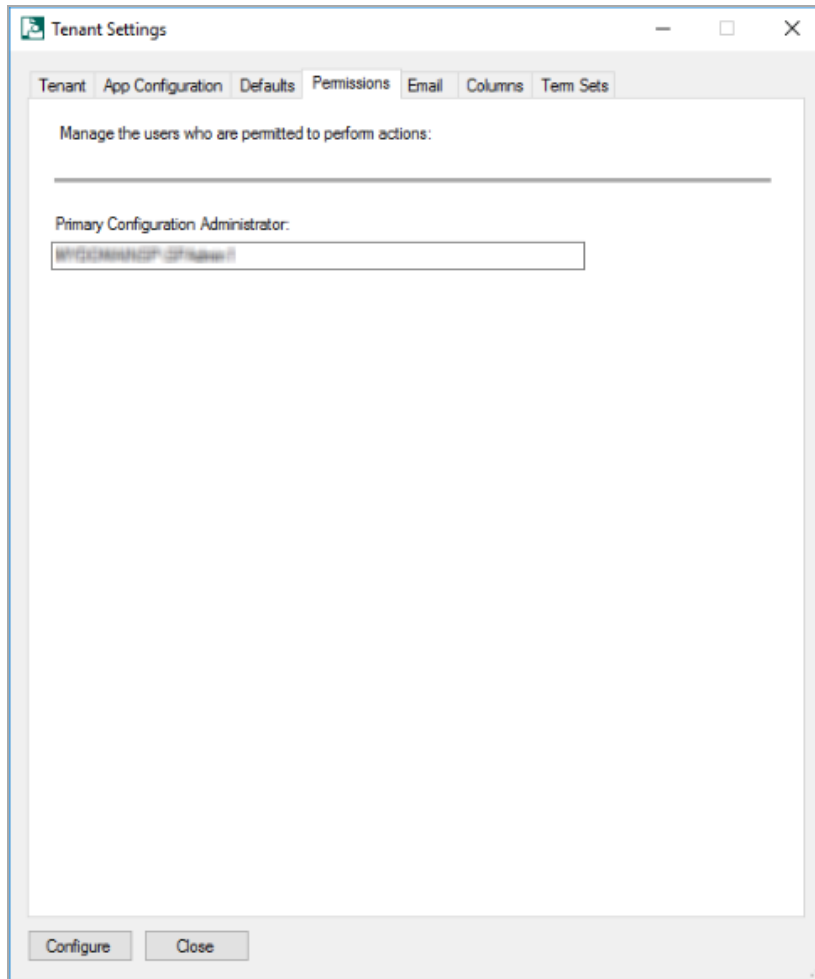 Tenant Settings
Tenant App Configuration Defaults Permissions Email Columns Term Sets
Manage the users who are permitted to perform actions:
Primary Configuration Administrator:
Configure Close